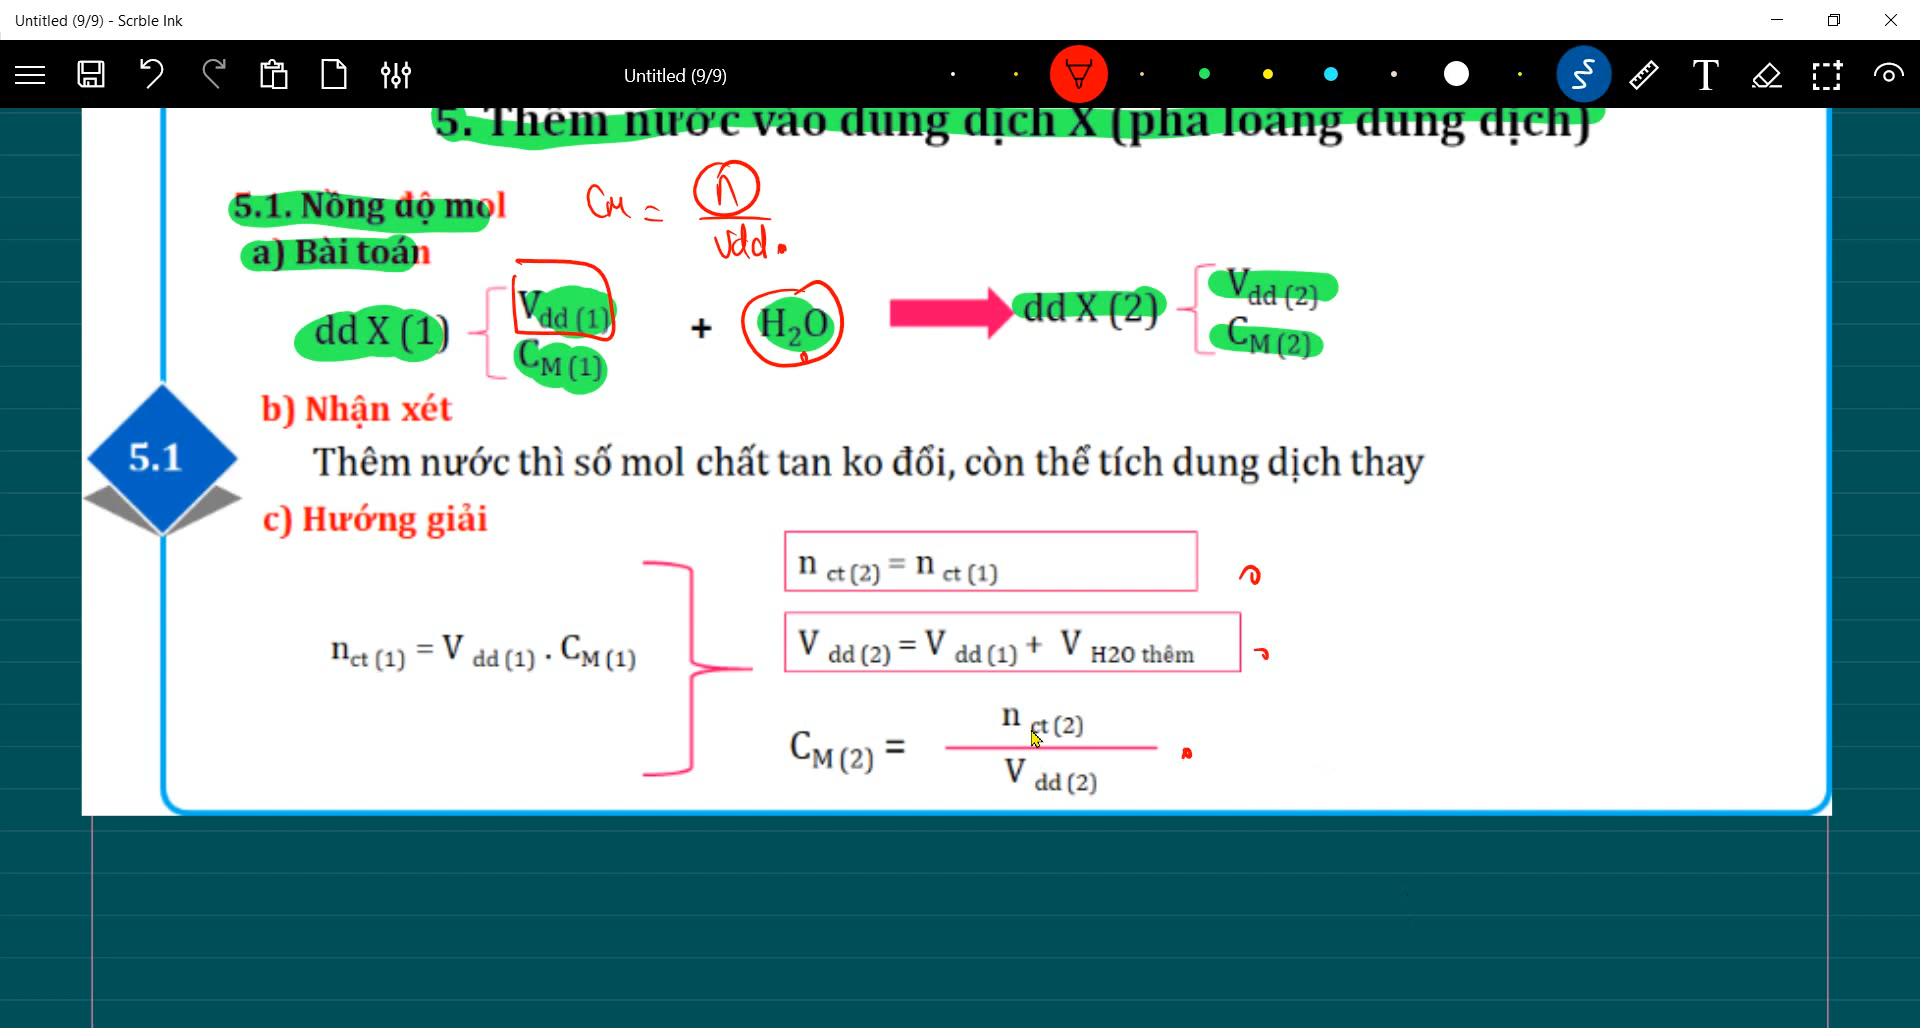 Untitled (9/9) - Scrble Ink
Untitled (9/9)
5. Thêm nước vào dung dịch X (pha loãng dung dịch)
5.1. Nồng độ mol
CM = n / Vdd.
a) Bài toán
dd X (1) { Vdd (1) CM (1) + H2O → dd X (2) { Vdd (2) CM (2)
b) Nhận xét
5.1
Thêm nước thì số mol chất tan ko đổi, còn thể tích dung dịch thay
c) Hướng giải
n ct (2) = n ct (1)
nct (1) = V dd (1) . CM (1)
V dd (2) = V dd (1) + V H2O thêm
CM (2) = n ct (2) / V dd (2)